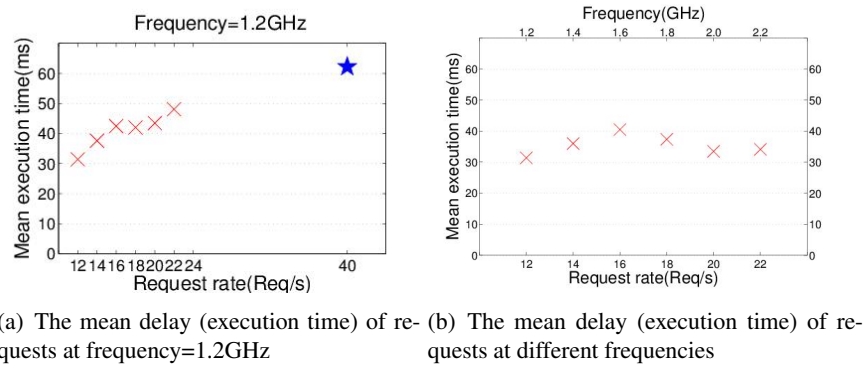 Frequency=1.2GHz
Mean execution time(ms)
60
50
40
30
20
10
0
12 14 16 18 20 22 24 40
Request rate(Req/s)
(a) The mean delay (execution time) of re-
quests at frequency=1.2GHz
Frequency(GHz)
1.2 1.4 1.6 1.8 2.0 2.2
Mean execution time(ms)
60 60
50 50
40 40
30 30
20 20
10 10
0 0
12 14 16 18 20 22
Request rate(Req/s)
(b) The mean delay (execution time) of re-
quests at different frequencies